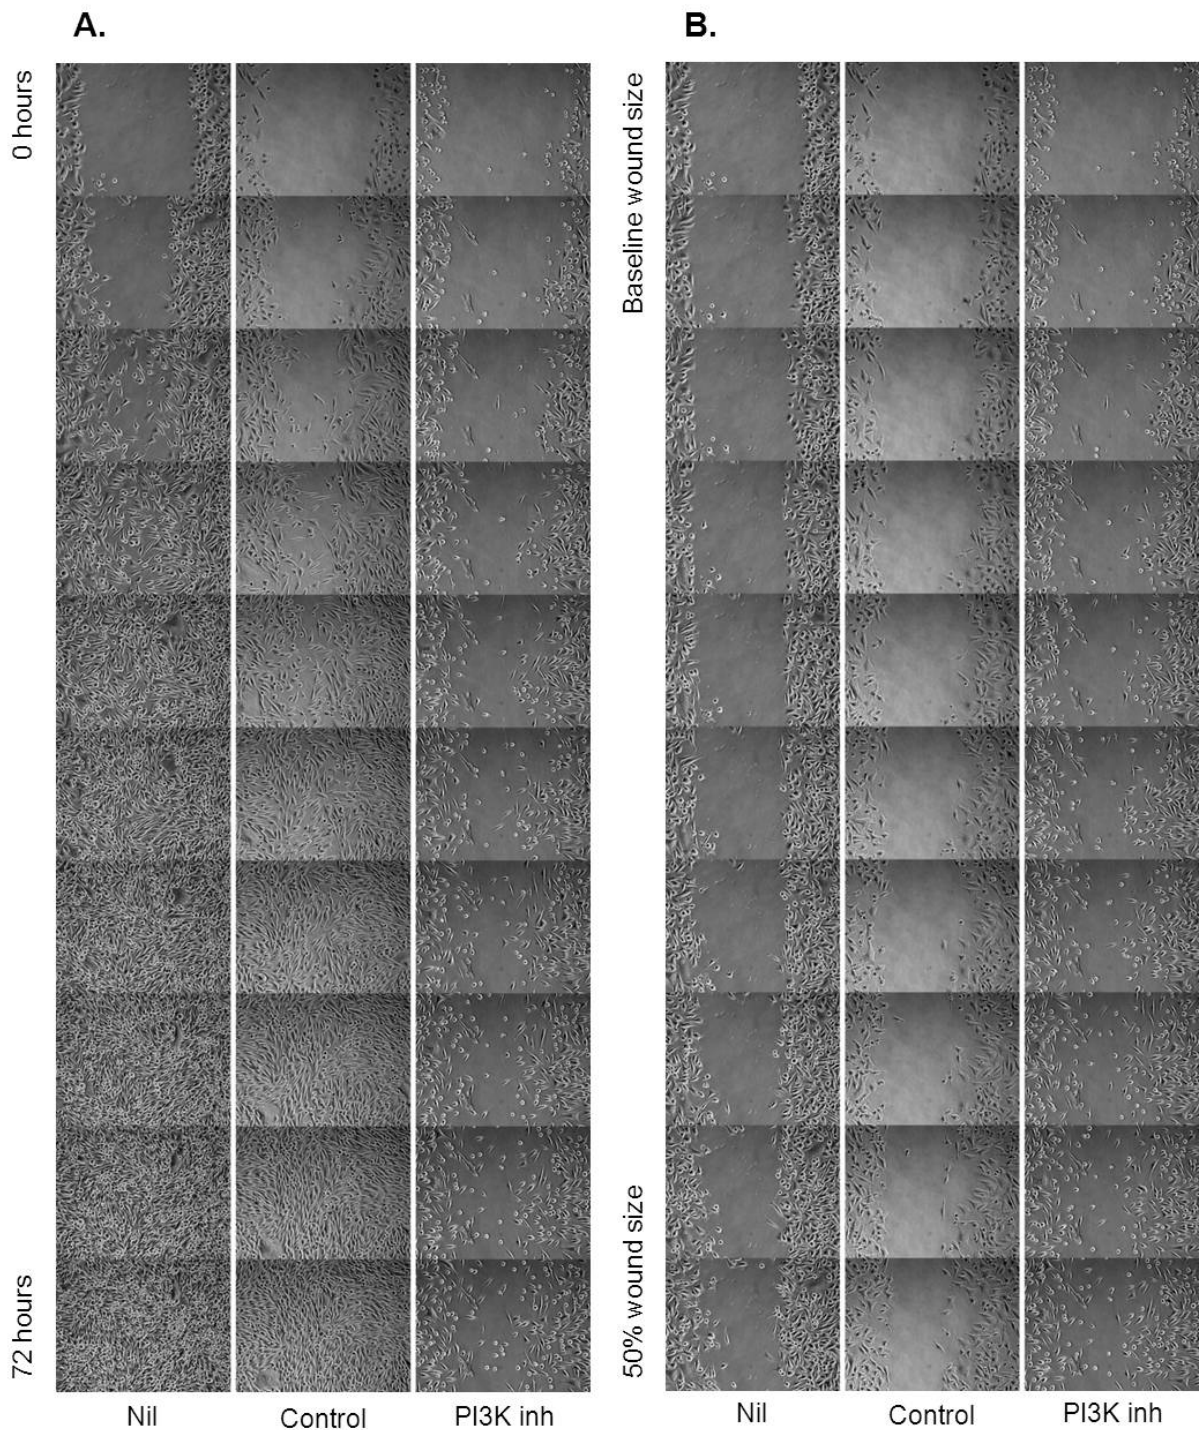 A.
B.
0 hours
72 hours
Baseline wound size
50% wound size
Nil
Control
PI3K inh
Nil
Control
PI3K inh